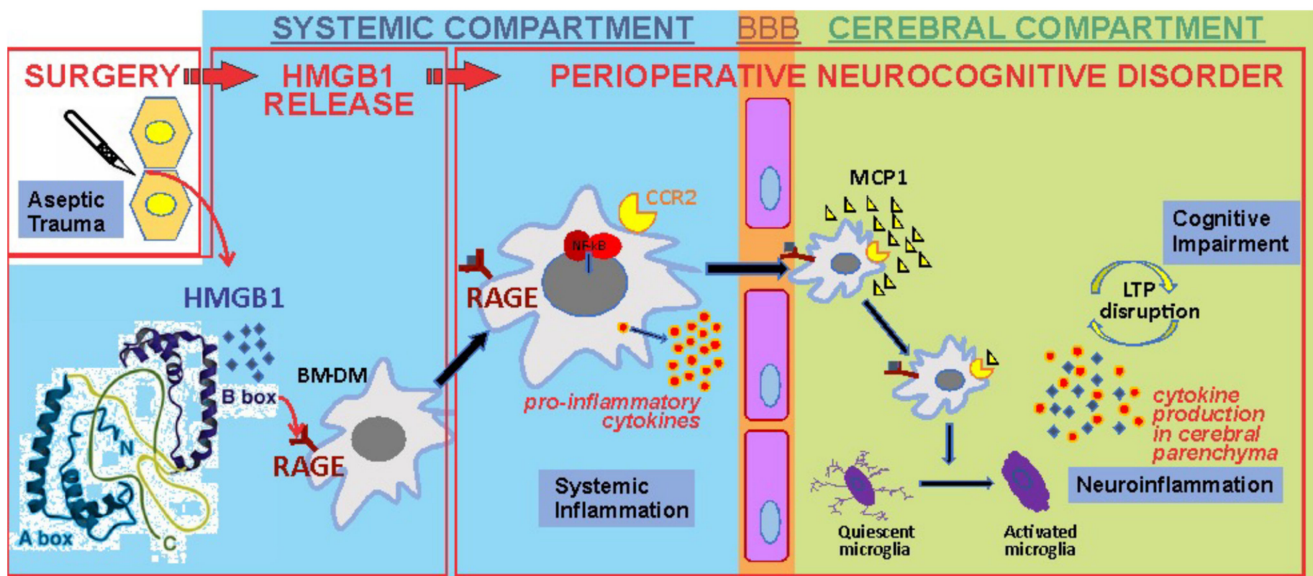 SYSTEMIC COMPARTMENT
BBB
CEREBRAL COMPARTMENT
SURGERY
HMGB1
RELEASE
PERIOPERATIVE NEUROCOGNITIVE DISORDER
Aseptic
Trauma
HMGB1
B box
N
A box
C
BM-DM
RAGE
RAGE
NF-kB
CCR2
pro-inflammatory
cytokines
Systemic
Inflammation
MCP1
Cognitive
Impairment
LTP
disruption
cytokine
production
in cerebral
parenchyma
Neuroinflammation
Quiescent
microglia
Activated
microglia